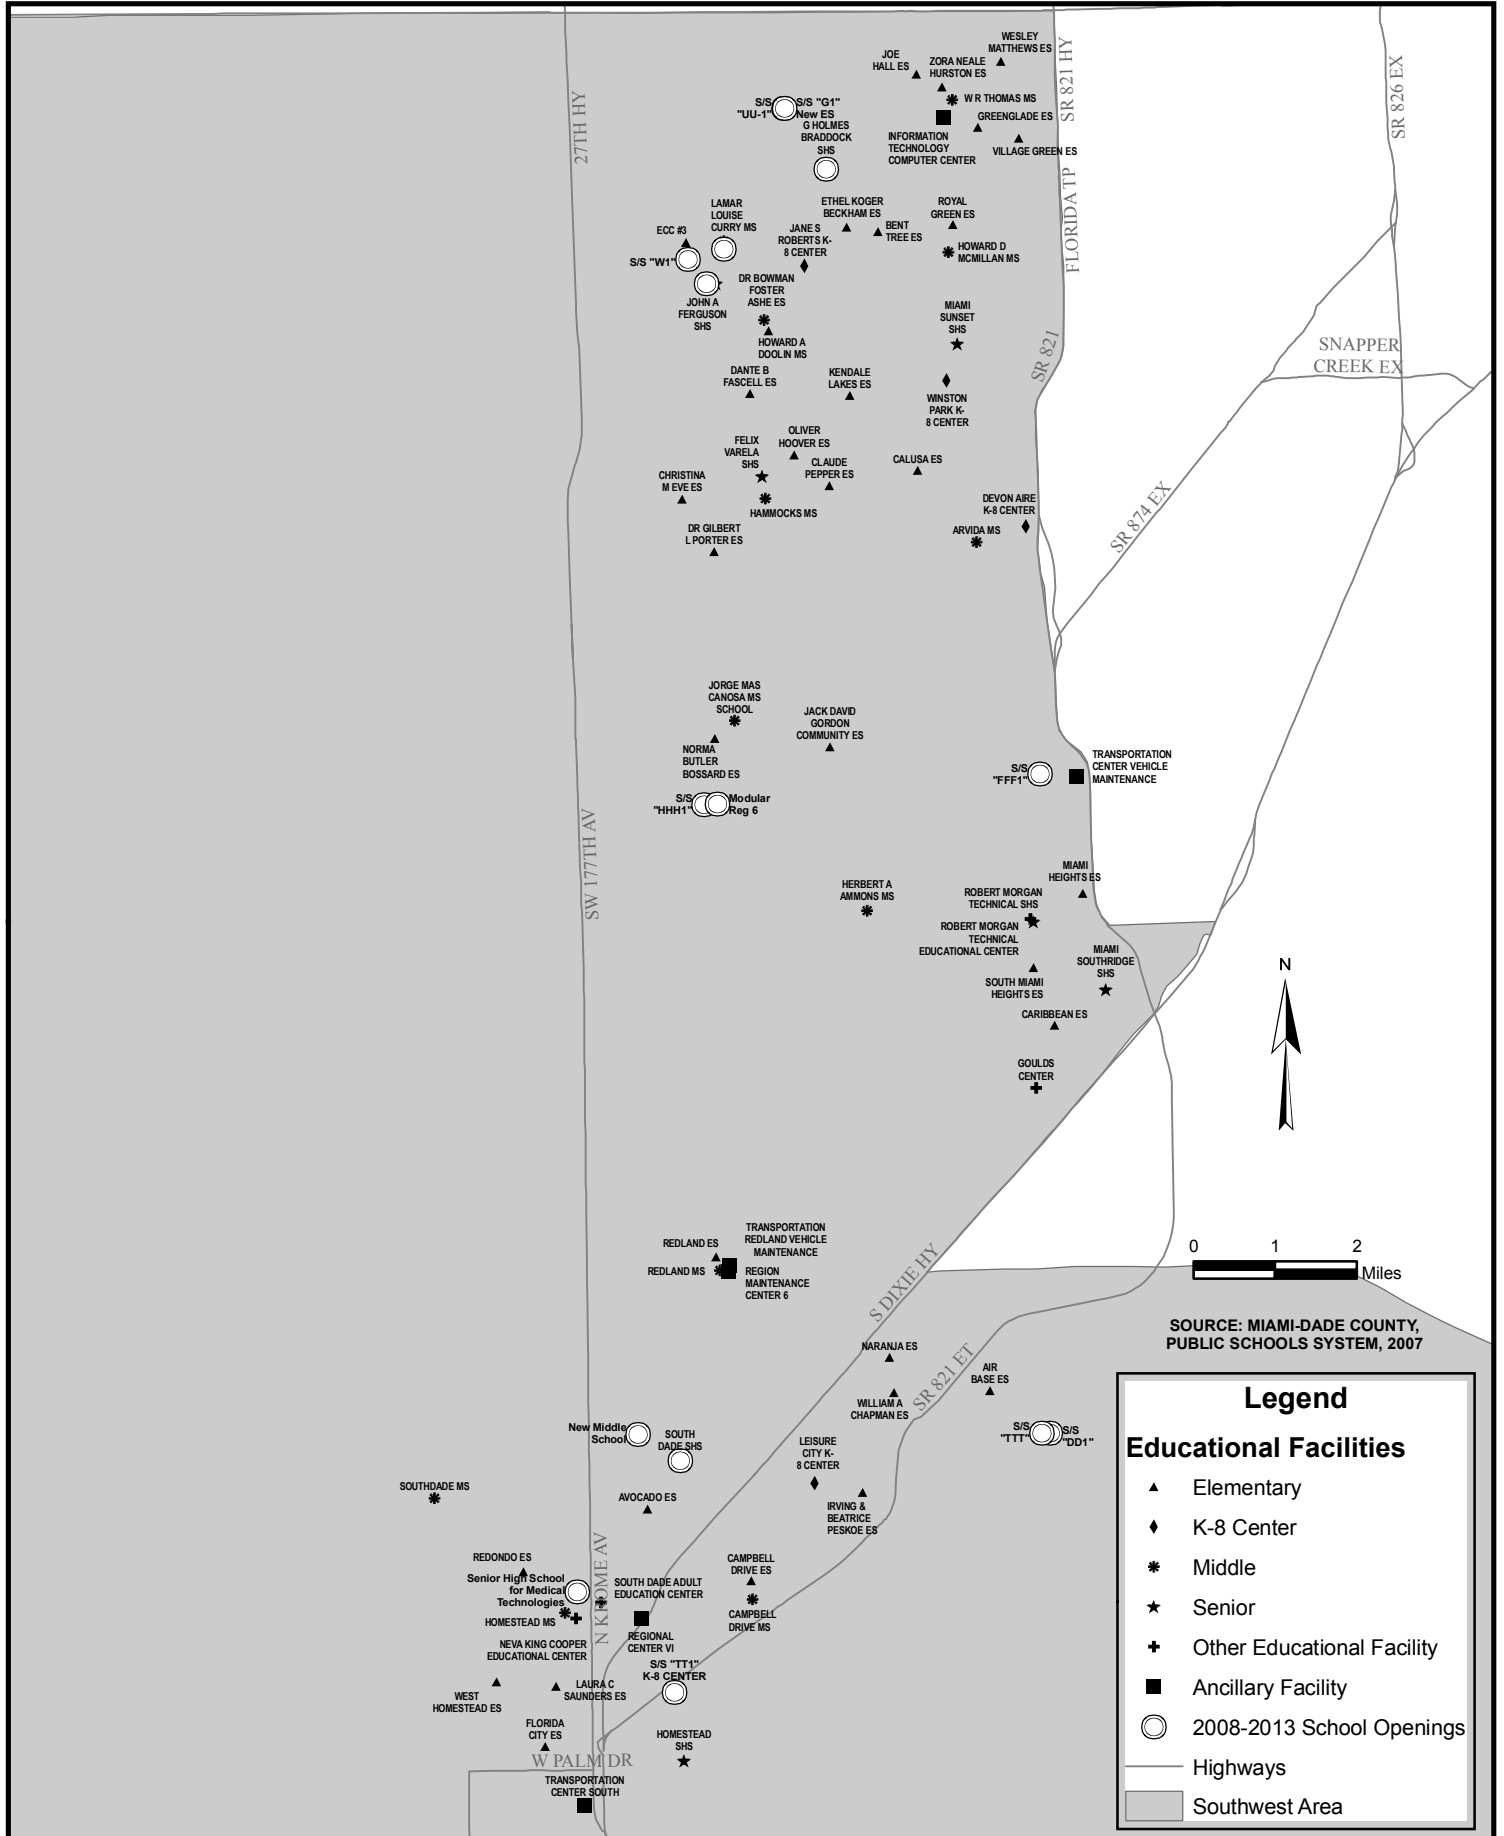 WESLEY
MATTHEWS ES
JOE
HALL ES
ZORA NEALE
HURSTON ES
W R THOMAS MS
GREENGLADE ES
VILLAGE GREEN ES
INFORMATION
TECHNOLOGY
COMPUTER CENTER
S/S
"UU-1"
S/S "G1"
New ES
G HOLMES
BRADDOCK
SHS
27TH HY
SR 821 HY
SR 826 EX
FLORIDA TP
LAMAR
LOUISE
CURRY MS
ECC #3
S/S "W1"
ETHEL KOGER
BECKHAM ES
BENT
TREE ES
ROYAL
GREEN ES
JANE S
ROBERTS K-
8 CENTER
HOWARD D
MCMILLAN MS
JOHN A
FERGUSON
SHS
DR BOWMAN
FOSTER
ASHE ES
HOWARD A
DOOLIN MS
MIAMI
SUNSET
SHS
SR 821
SNAPPER
CREEK EX
DANTE B
FASCELL ES
KENDALE
LAKES ES
WINSTON
PARK K-
8 CENTER
OLIVER
HOOVER ES
FELIX
VARELA
SHS
CLAUDE
PEPPER ES
CALUSA ES
CHRISTINA
M EVE ES
HAMMOCKS MS
DEVON AIRE
K-8 CENTER
ARVIDA MS
DR GILBERT
L PORTER ES
SR 874 EX
JORGE MAS
CANOSA MS
SCHOOL
JACK DAVID
GORDON
COMMUNITY ES
NORMA
BUTLER
BOSSARD ES
S/S
"HHH1"
Modular
Reg 6
S/S
"FFF1"
TRANSPORTATION
CENTER VEHICLE
MAINTENANCE
SW 177TH AV
MIAMI
HEIGHTS ES
HERBERT A
AMMONS MS
ROBERT MORGAN
TECHNICAL SHS
ROBERT MORGAN
TECHNICAL
EDUCATIONAL CENTER
MIAMI
SOUTHRIDGE
SHS
SOUTH MIAMI
HEIGHTS ES
CARIBBEAN ES
GOULDS
CENTER
N
REDLAND ES
REDLAND MS
TRANSPORTATION
REDLAND VEHICLE
MAINTENANCE
REGION
MAINTENANCE
CENTER 6
S DIXIE HY
0 1 2
Miles
SOURCE: MIAMI-DADE COUNTY,
PUBLIC SCHOOLS SYSTEM, 2007
NARANJA ES
WILLIAM A
CHAPMAN ES
SR 821 ET
AIR
BASE ES
S/S
"TTT"
S/S
"DD1"
New Middle
School
SOUTH
DADE SHS
LEISURE
CITY K-
8 CENTER
IRVING &
BEATRICE
PESKOE ES
SOUTHDADE MS
AVOCADO ES
N KROME AV
REDONDO ES
Senior High School
for Medical
Technologies
HOMESTEAD MS
SOUTH DADE ADULT
EDUCATION CENTER
CAMPBELL
DRIVE ES
CAMPBELL
DRIVE MS
REGIONAL
CENTER VI
NEVA KING COOPER
EDUCATIONAL CENTER
S/S "TT1"
K-8 CENTER
WEST
HOMESTEAD ES
LAURA C
SAUNDERS ES
FLORIDA
CITY ES
HOMESTEAD
SHS
W PALM DR
TRANSPORTATION
CENTER SOUTH
Legend
Educational Facilities
Elementary
K-8 Center
Middle
Senior
Other Educational Facility
Ancillary Facility
2008-2013 School Openings
Highways
Southwest Area